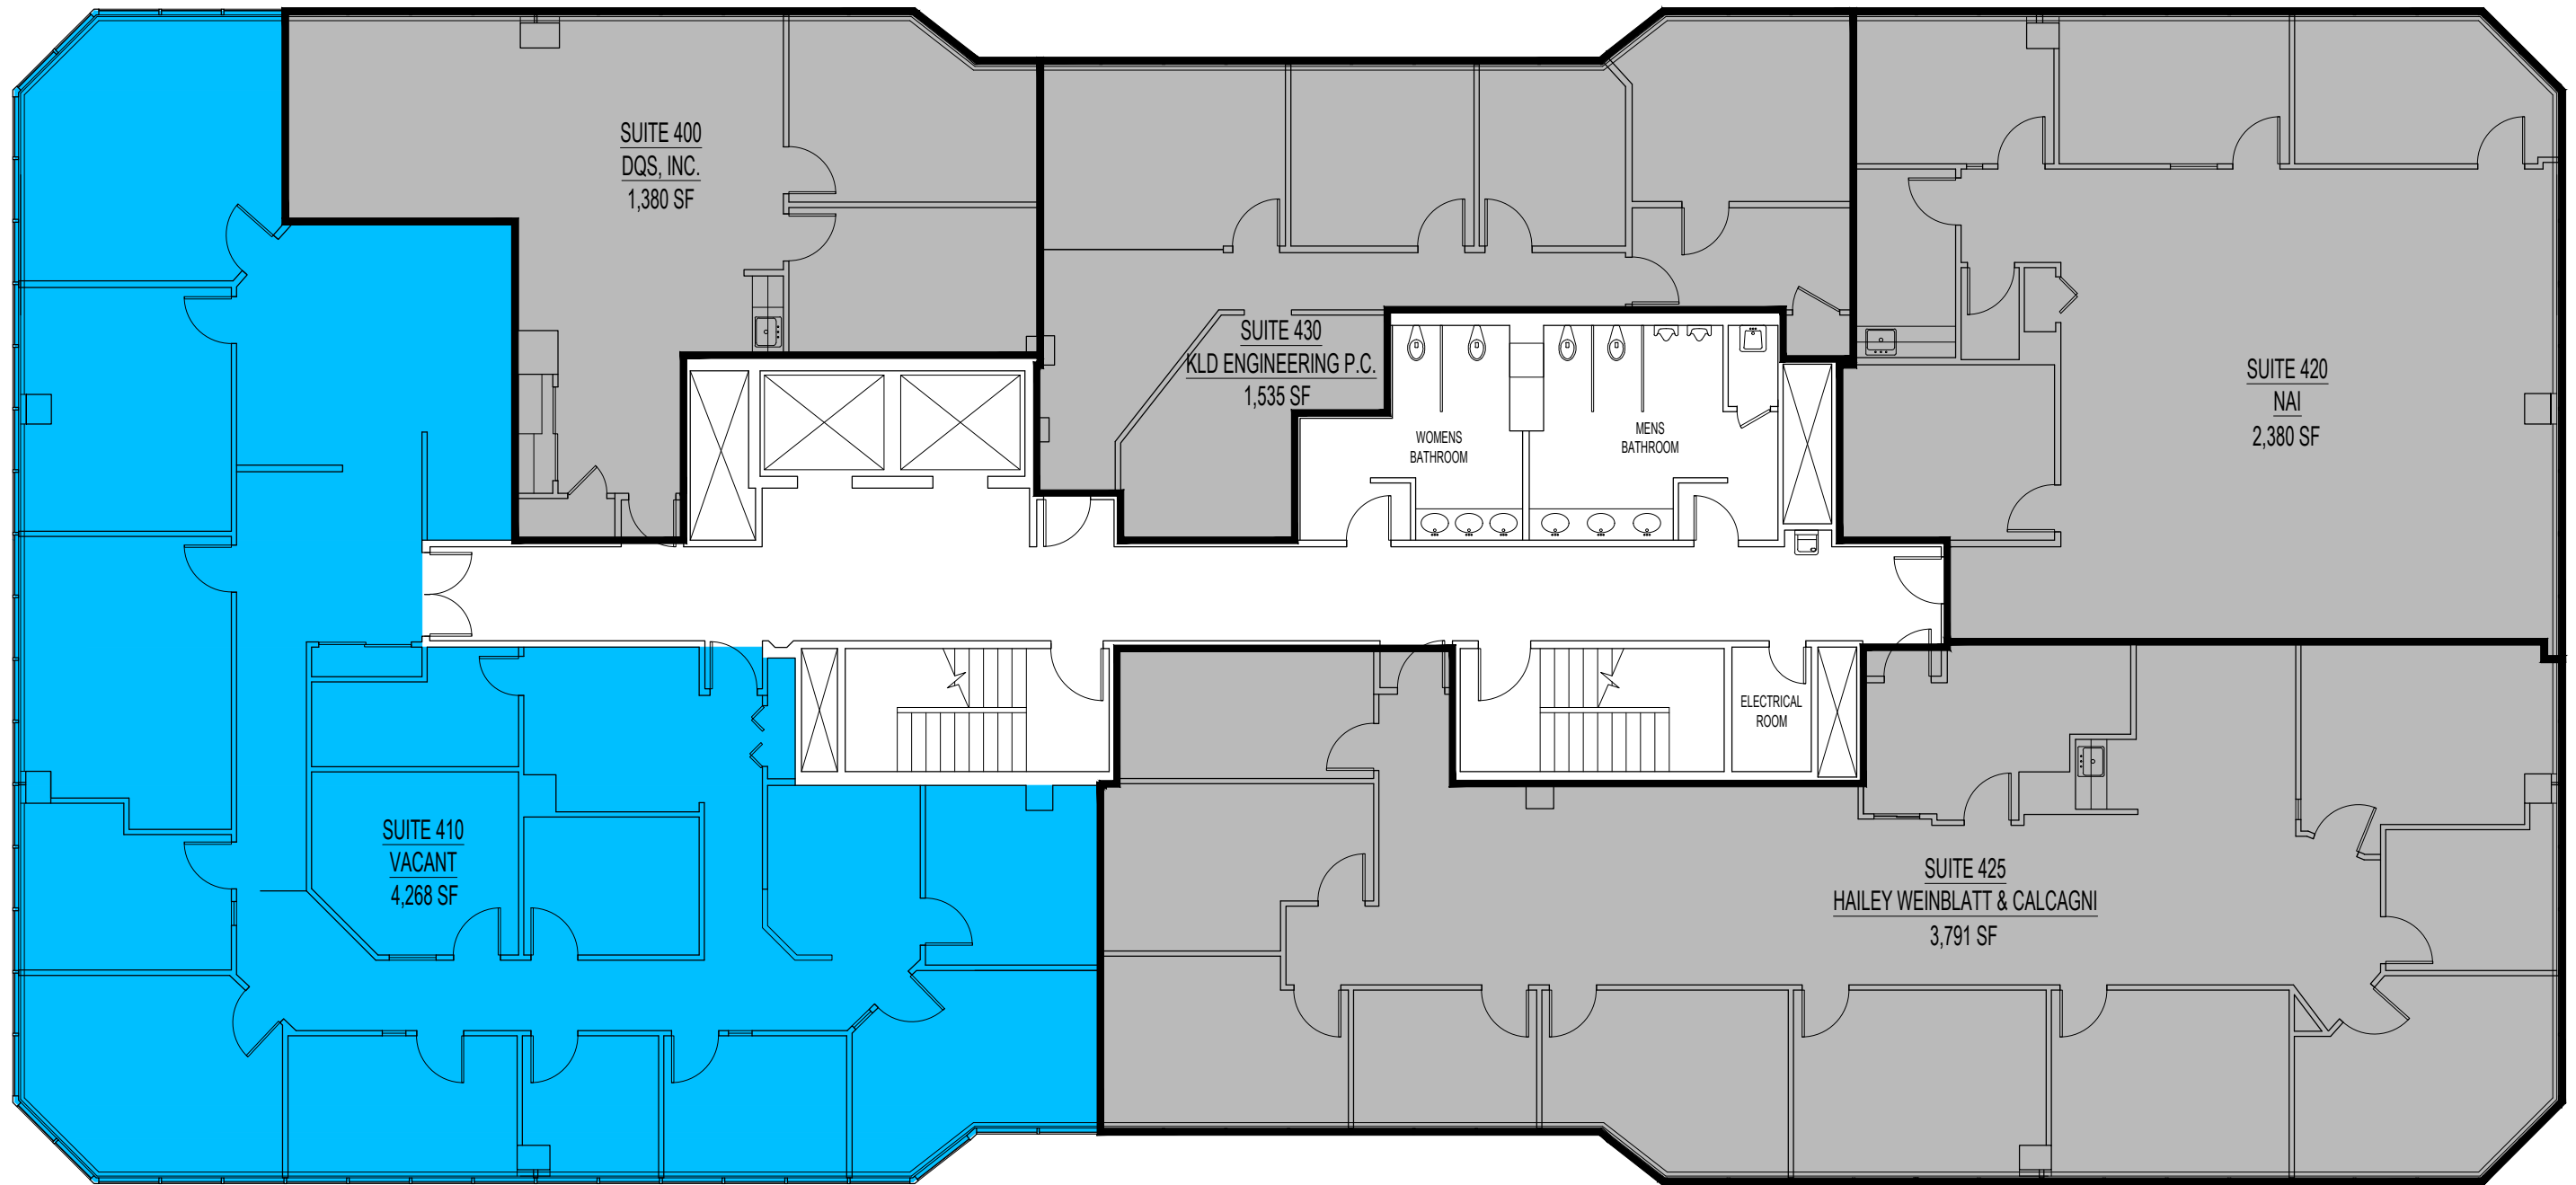 SUITE 400
DQS, INC.
1,380 SF
SUITE 430
KLD ENGINEERING P.C.
1,535 SF
WOMENS
BATHROOM
MENS
BATHROOM
SUITE 420
NAI
2,380 SF
ELECTRICAL
ROOM
SUITE 410
VACANT
4,268 SF
SUITE 425
HAILEY WEINBLATT & CALCAGNI
3,791 SF